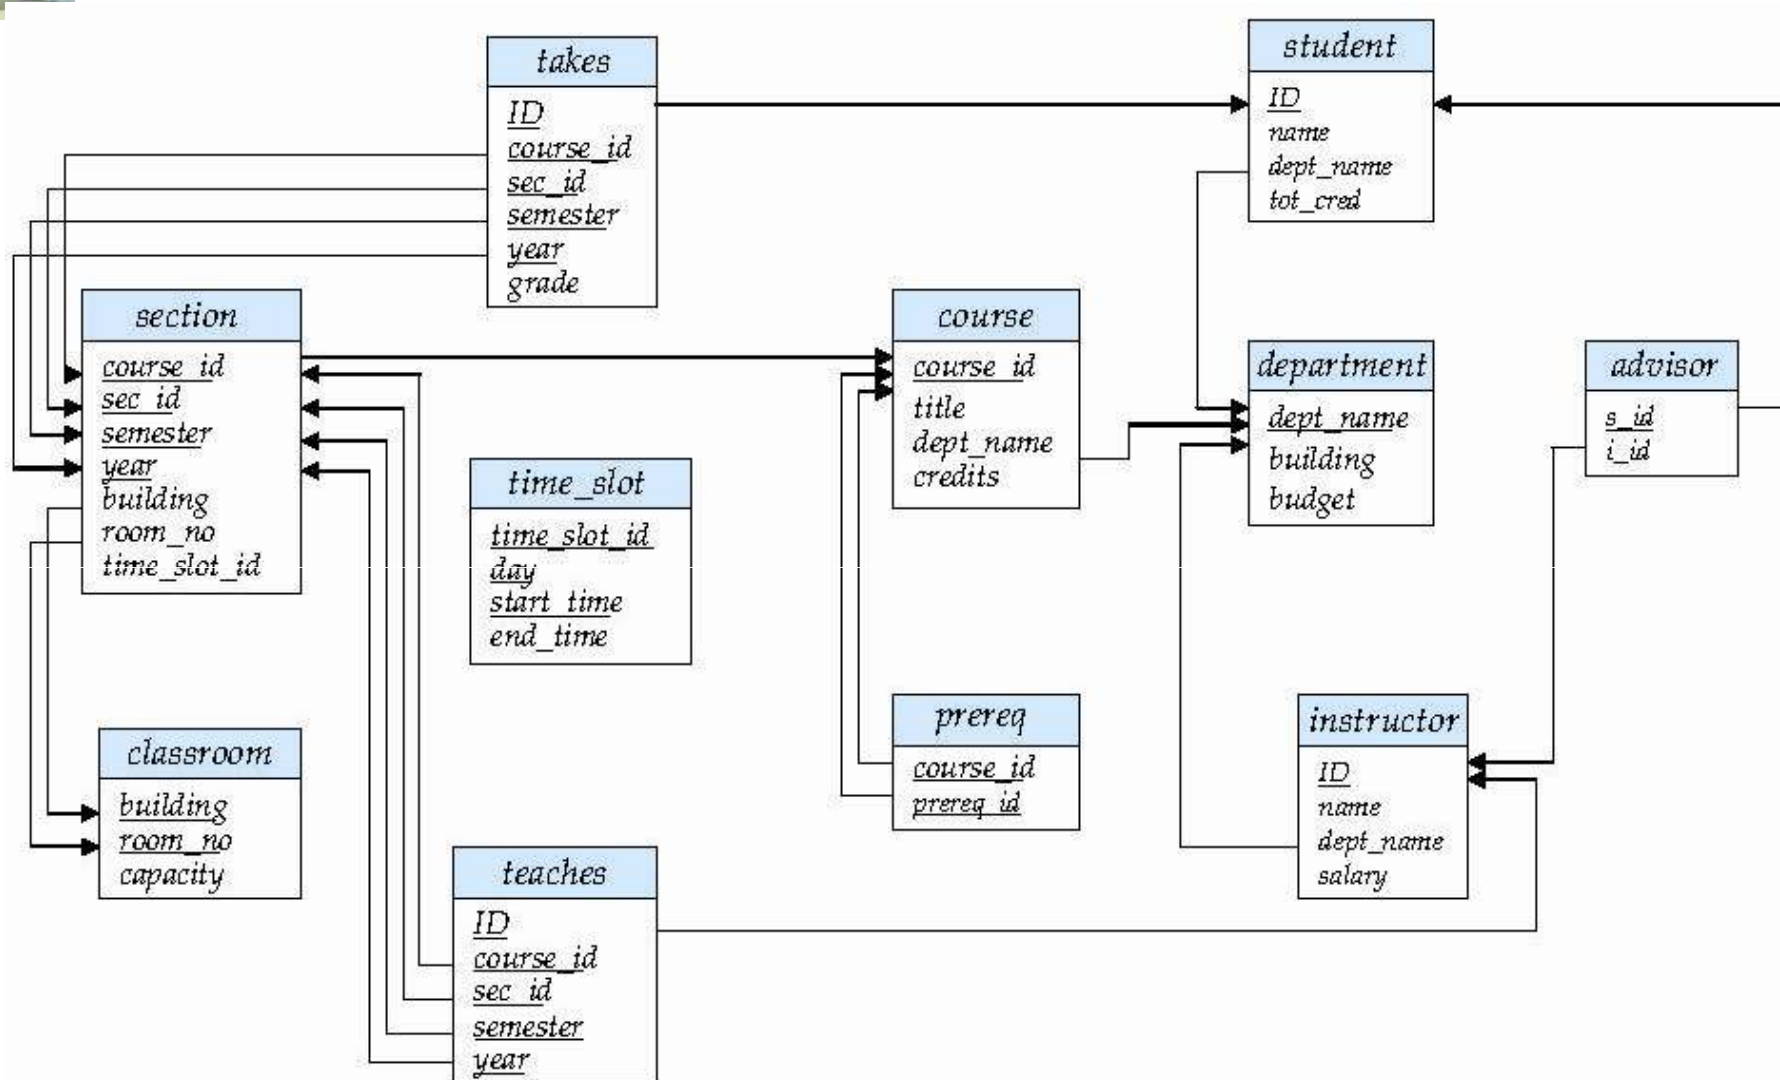 takes
ID
course_id
sec_id
semester
year
grade
student
ID
name
dept_name
tot_cred
section
course_id
sec_id
semester
year
building
room_no
time_slot_id
time_slot
time_slot_id
day
start_time
end_time
course
course_id
title
dept_name
credits
department
dept_name
building
budget
advisor
s_id
i_id
classroom
building
room_no
capacity
prereq
course_id
prereq_id
instructor
ID
name
dept_name
salary
teaches
ID
course_id
sec_id
semester
year